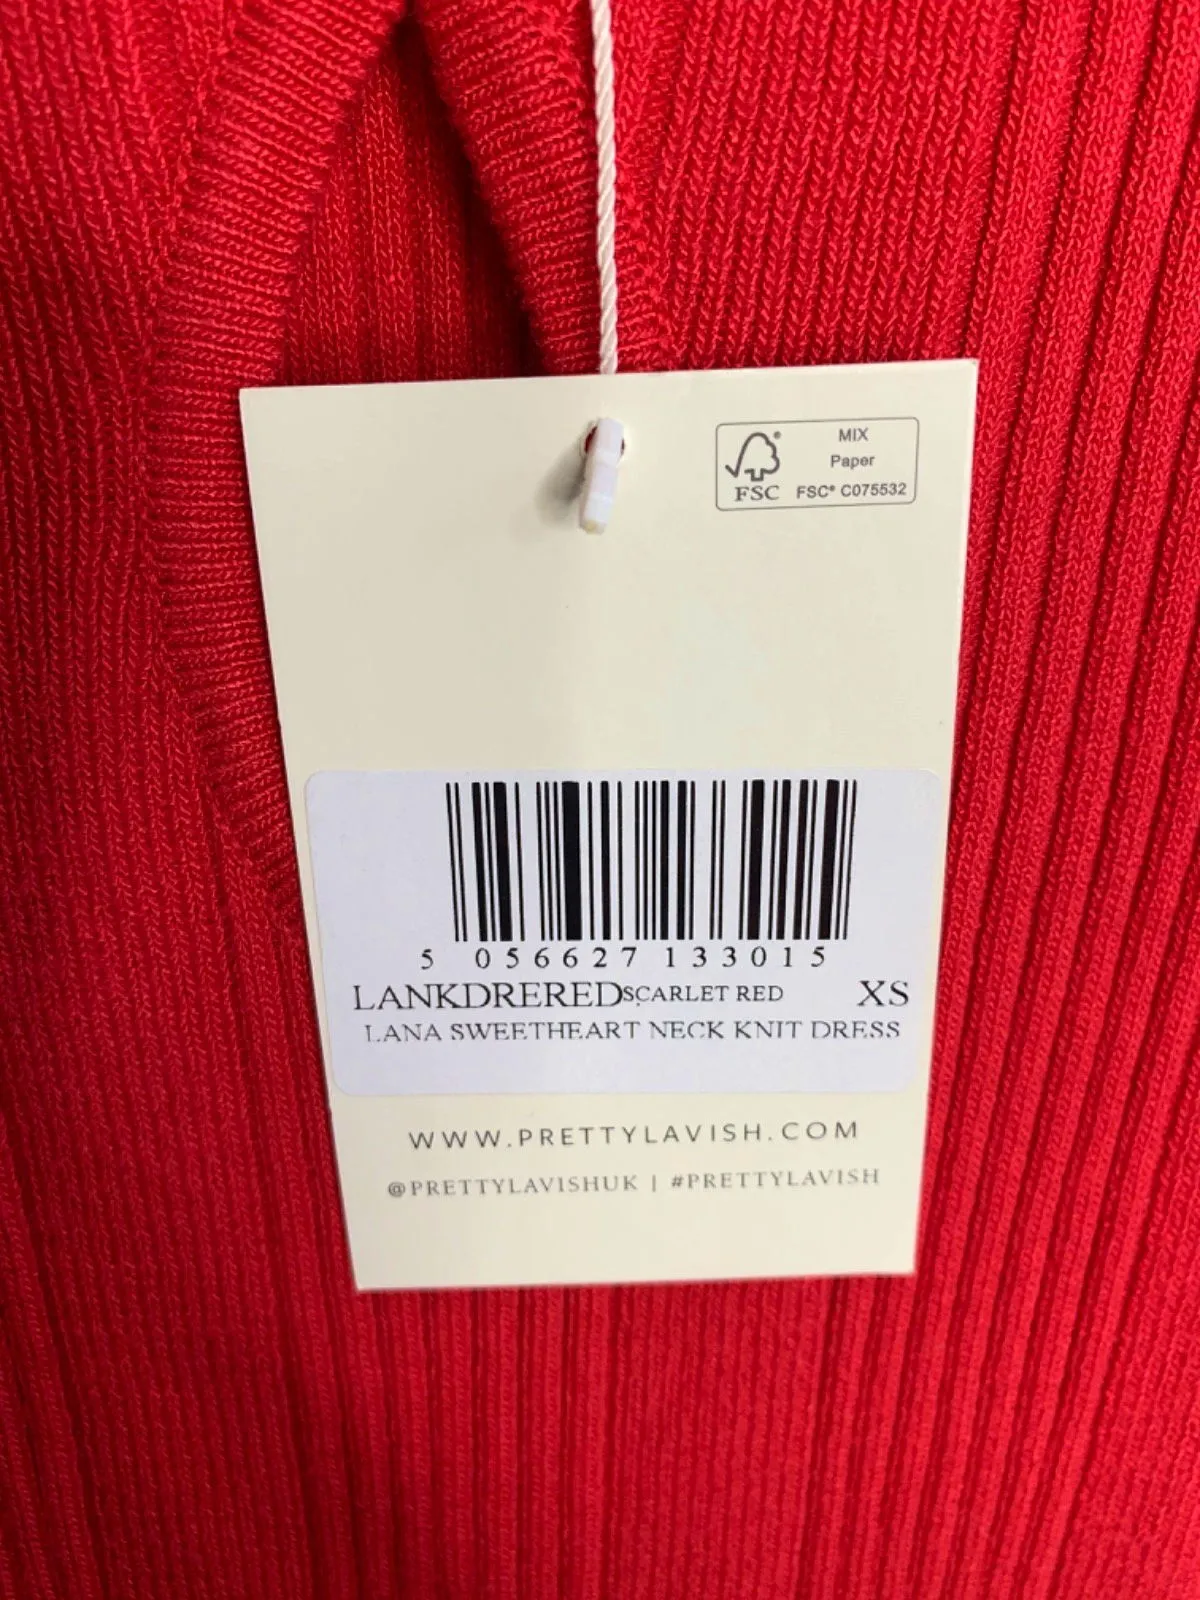 MIX
Paper
FSC FSC® C075532
5 056627 133015
LANKDRERED SCARLET RED XS
LANA SWEETHEART NECK KNIT DRESS
WWW.PRETTYLAVISH.COM
@PRETTYLAVISHUK | #PRETTYLAVISH